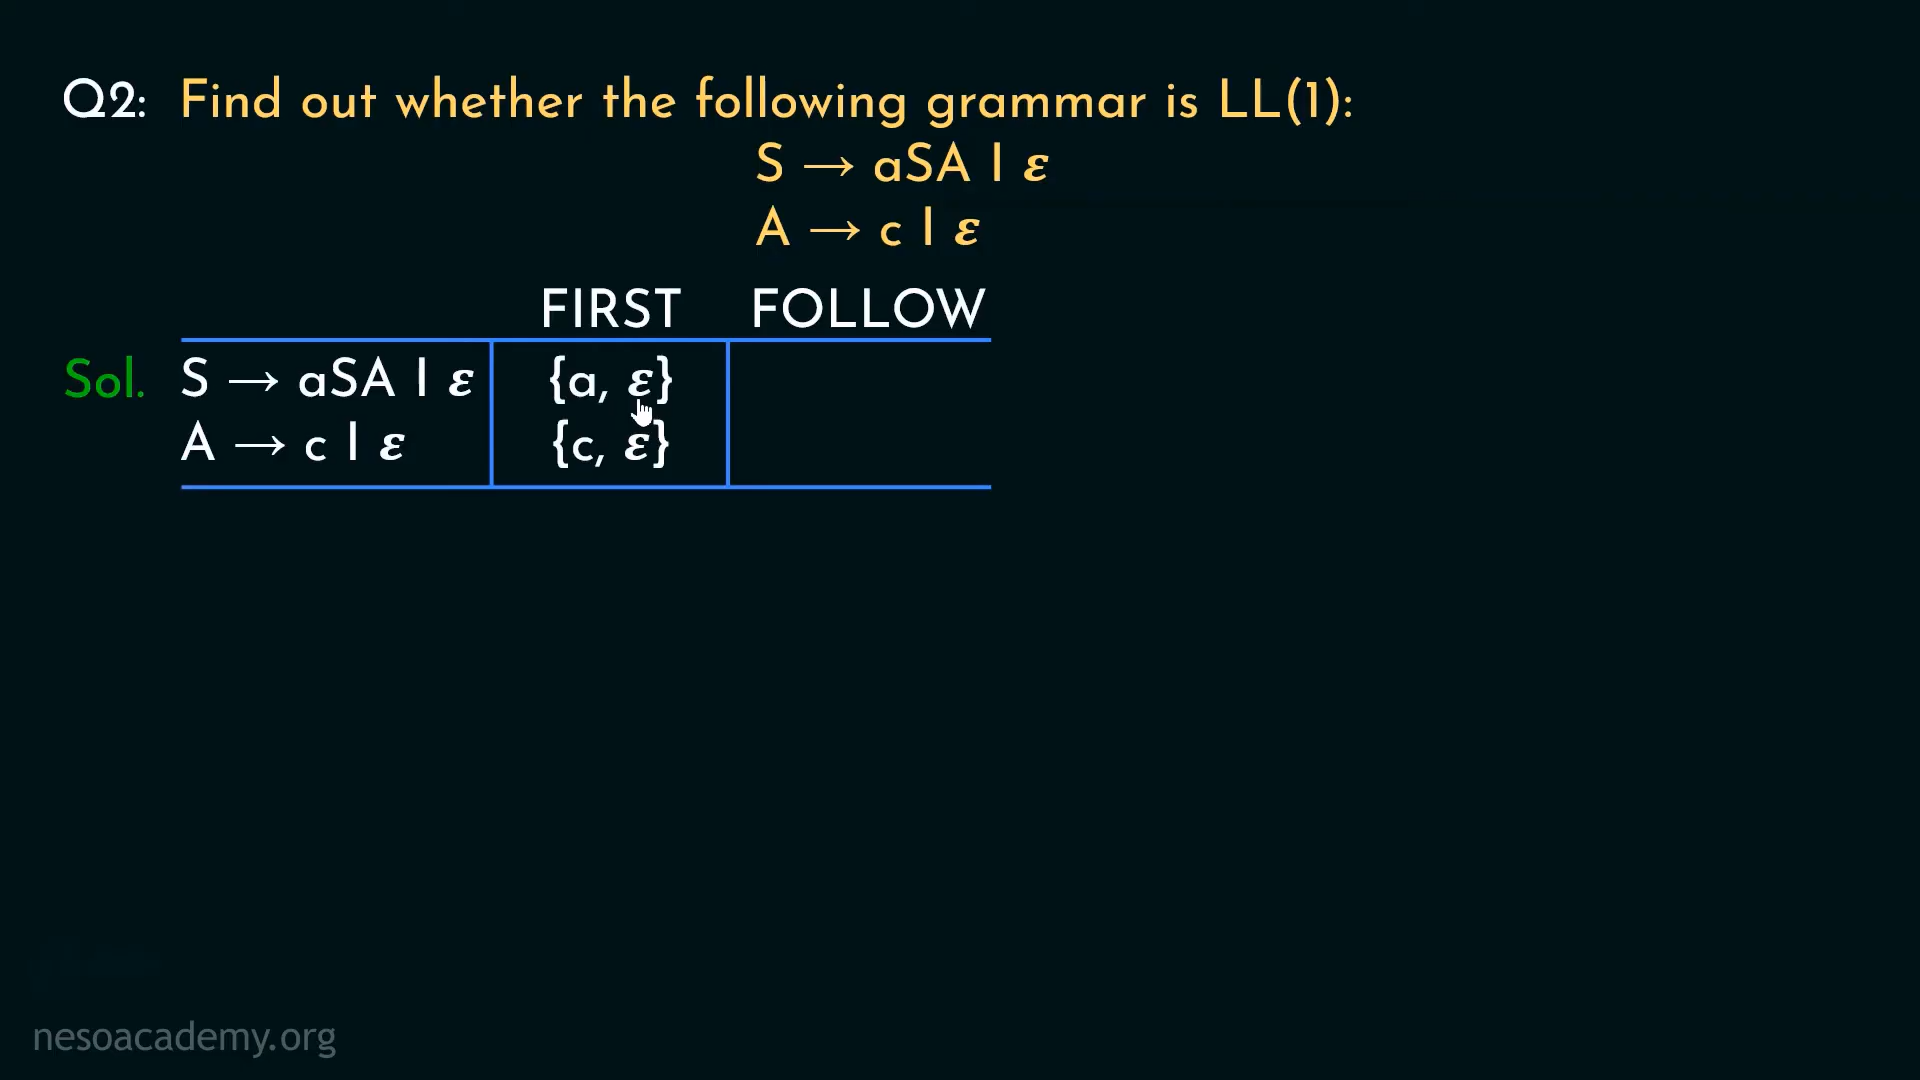 Q2: Find out whether the following grammar is LL(1):
S → aSA | ε
A → c | ε
FIRST FOLLOW
Sol. S → aSA | ε {a, ε}
A → c | ε {c, ε}
nesoacademy.org